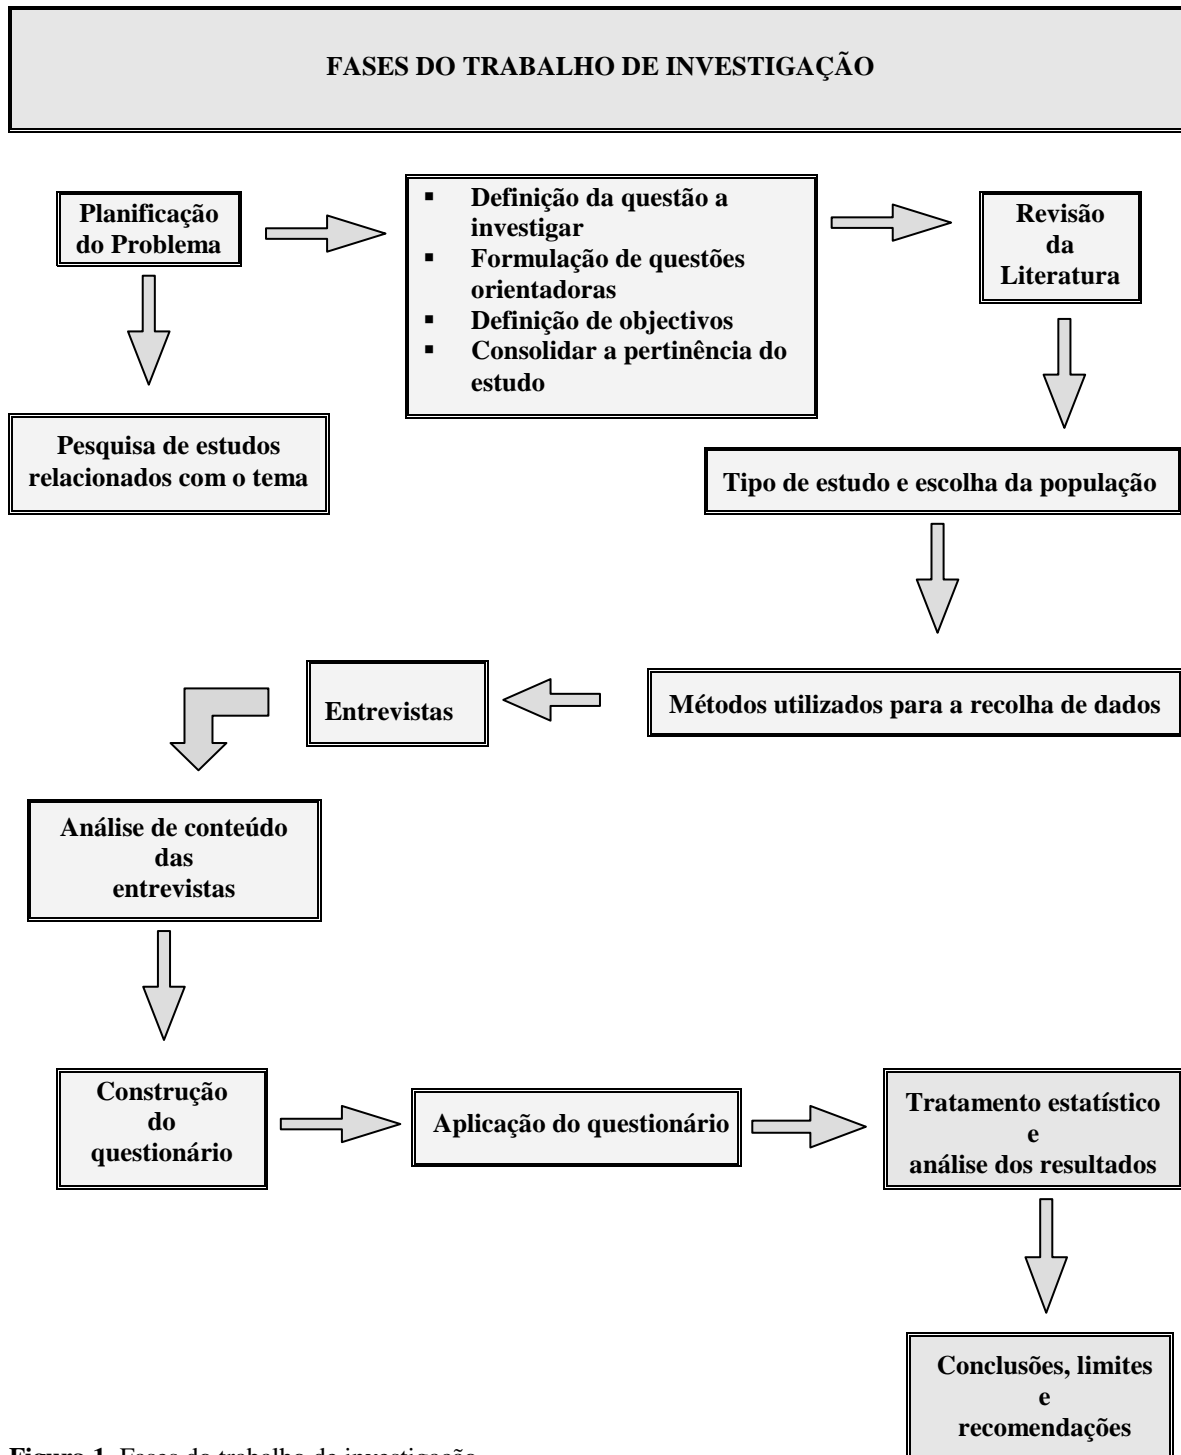 FASES DO TRABALHO DE INVESTIGAÇÃO
Planificação
do Problema
▪ Definição da questão a
investigar
▪ Formulação de questões
orientadoras
▪ Definição de objectivos
▪ Consolidar a pertinência do
estudo
Revisão
da
Literatura
Pesquisa de estudos
relacionados com o tema
Tipo de estudo e escolha da população
Métodos utilizados para a recolha de dados
Entrevistas
Análise de conteúdo
das
entrevistas
Construção
do
questionário
Aplicação do questionário
Tratamento estatístico
e
análise dos resultados
Conclusões, limites
e
recomendações
Figura 1. Fases do trabalho de investigação